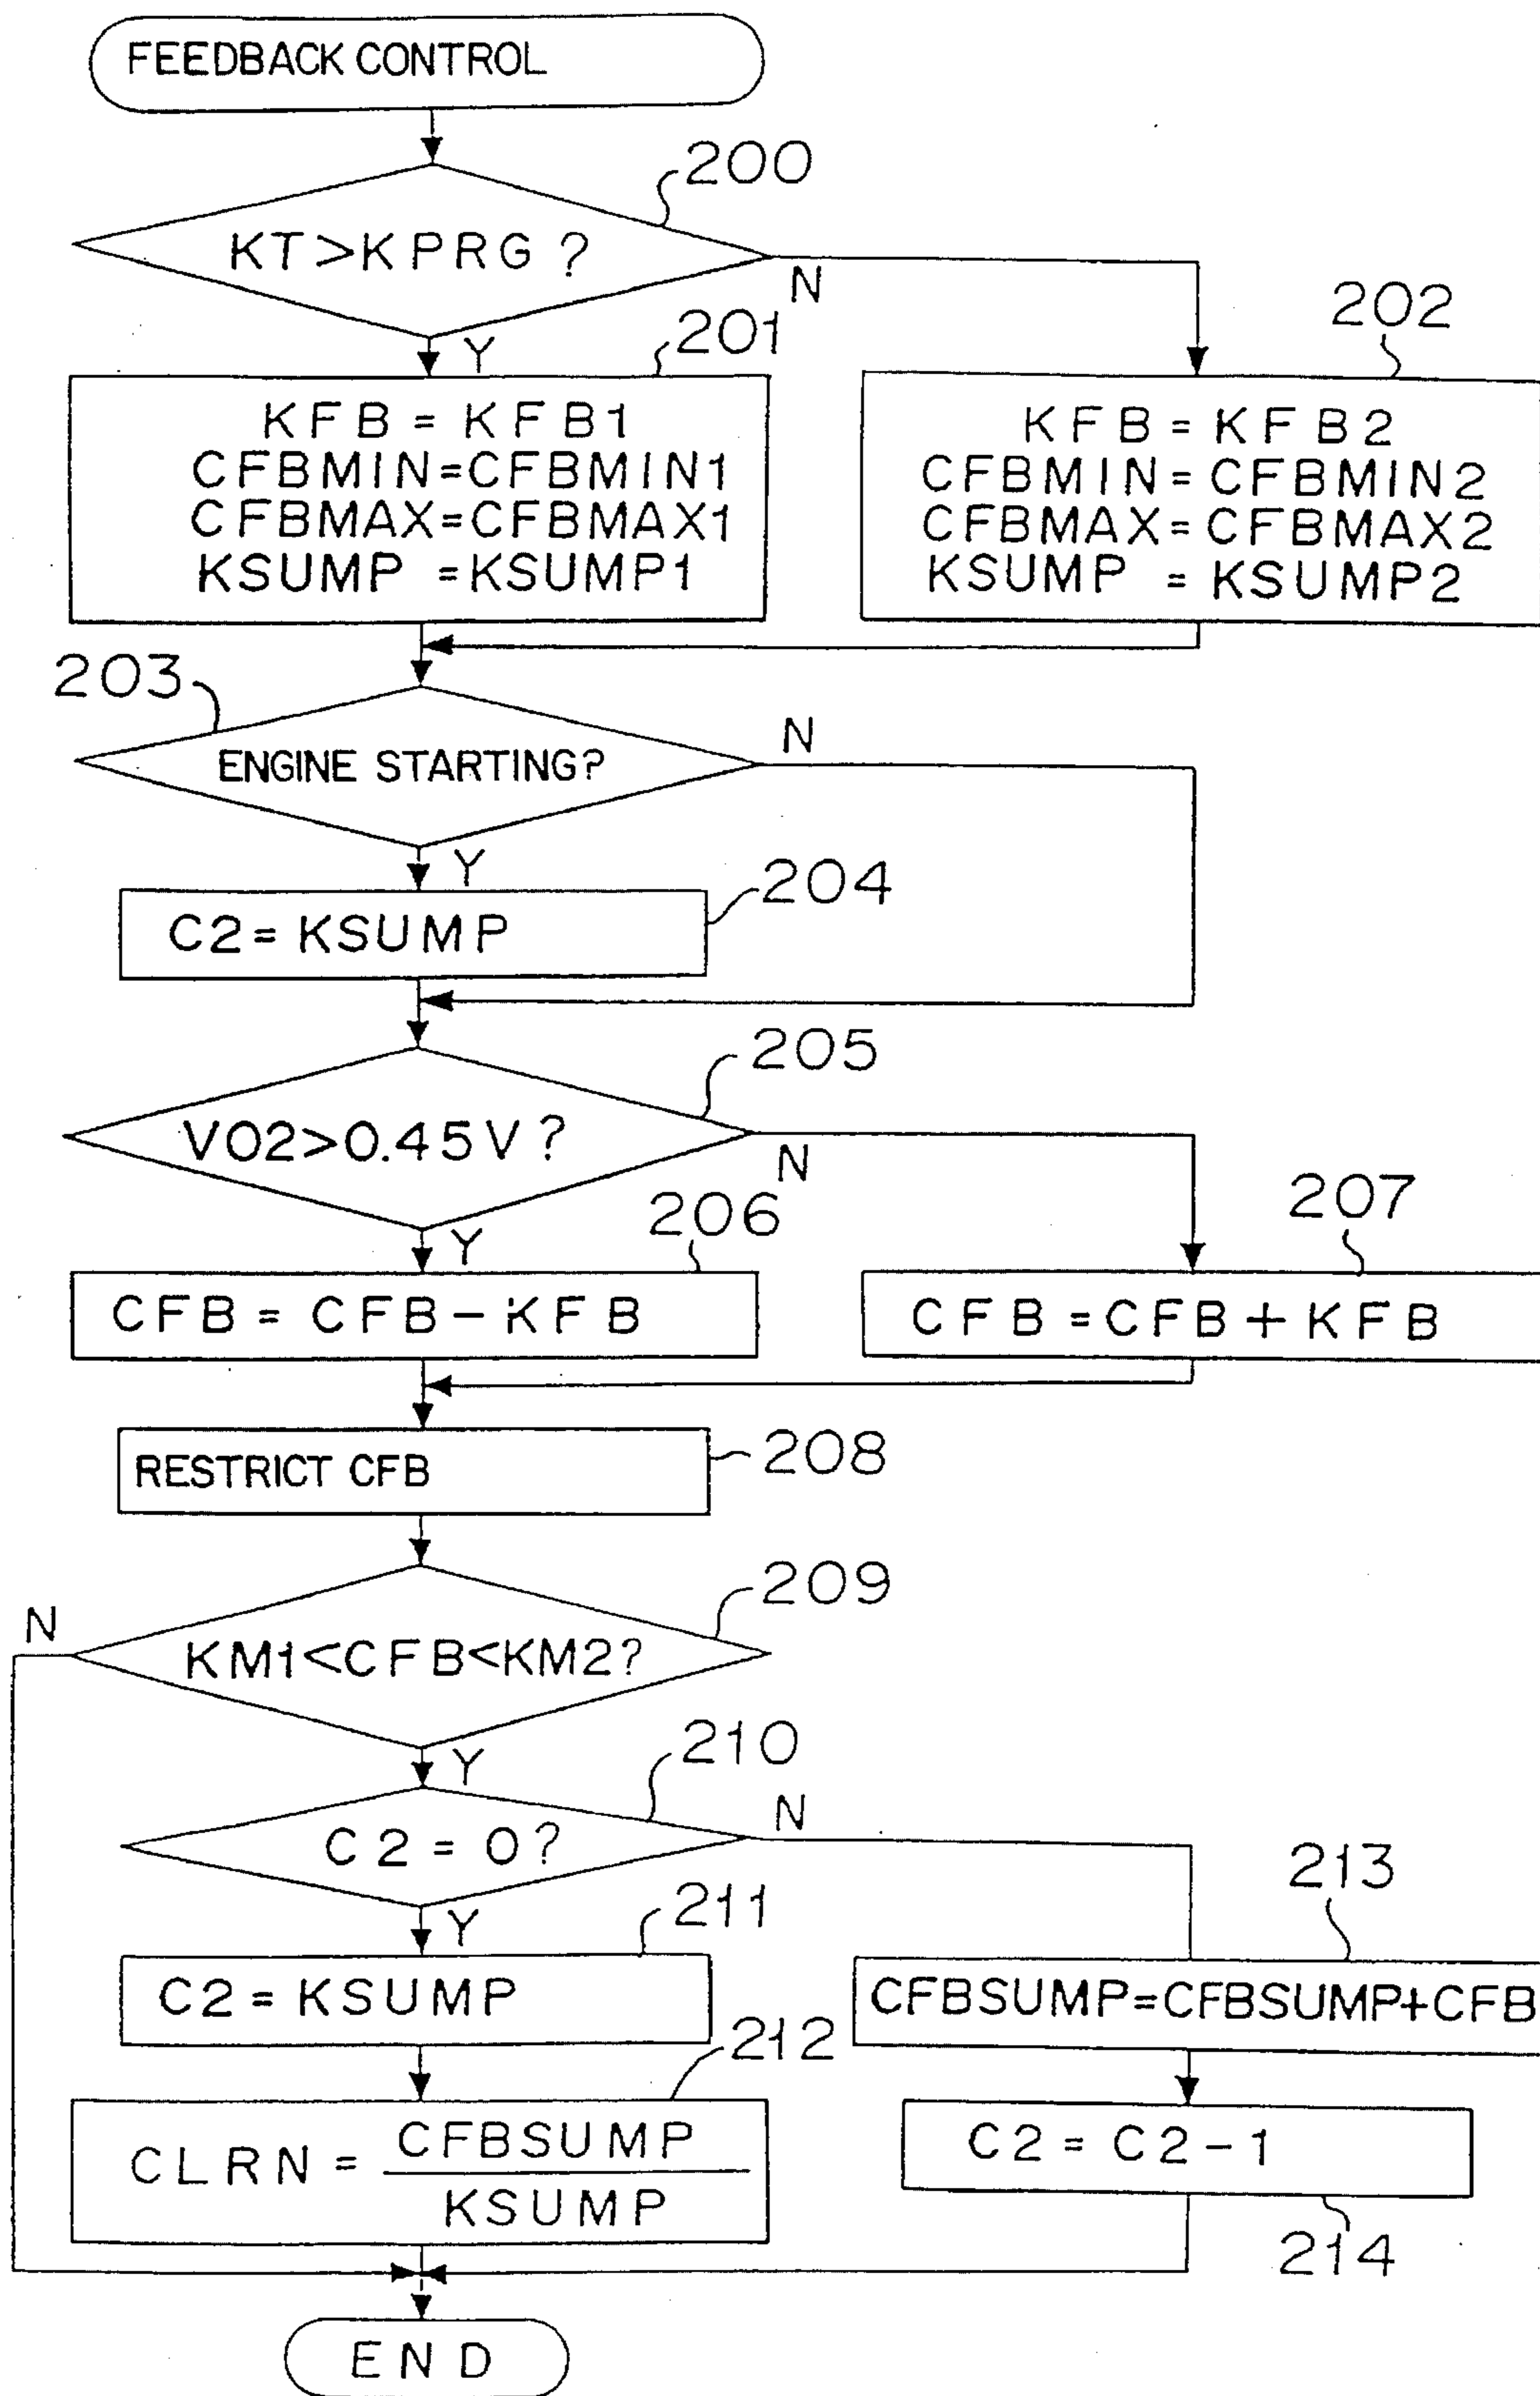 FEEDBACK CONTROL
200
KT>KPRG?
N
Y
201
202
KFB = KFB1
CFBMIN=CFBMIN1
CFBMAX=CFBMAX1
KSUMP =KSUMP1
KFB = KFB2
CFBMIN=CFBMIN2
CFBMAX=CFBMAX2
KSUMP =KSUMP2
203
ENGINE STARTING?
N
Y
204
C2=KSUMP
205
VO2>0.45V?
N
Y
206
207
CFB = CFB-KFB
CFB =CFB+KFB
RESTRICT CFB
208
209
N
KM1<CFB<KM2?
Y
210
C2=0?
N
Y
211
213
C2=KSUMP
CFBSUMP=CFBSUMP+CFB
212
CLRN = CFBSUMP
KSUMP
C2=C2-1
214
END